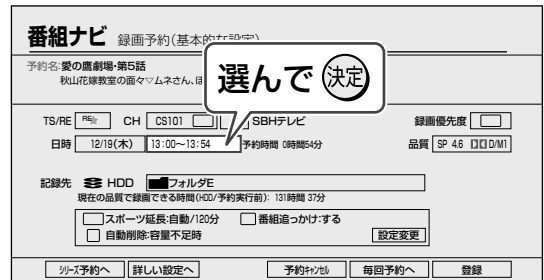 番組ナビ 録画予約(基本的な設定)
予約名:愛の鷹劇場・第5話
秋山花嫁教室の面々▽ムネさん、ほ
選んで 決定
TS/RE RE CH CS101 SBHテレビ 録画優先度
日時 12/19(木) 13:00~13:54 予約時間 0時間54分 品質 SP 4.6 D/M1
記録先 HDD フォルダE
現在の品質で録画できる時間(HDD/予約実行前): 131時間 37分
スポーツ延長:自動/120分 番組追っかけ:する
自動削除:容量不足時 設定変更
シリーズ予約へ 詳しい設定へ 予約キャンセル 毎回予約へ 登録